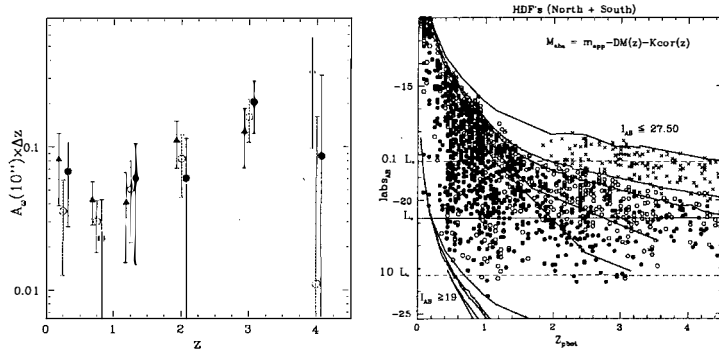 A_ω(10'')×Δz
0.1
0.01
0
1
2
3
4
z
HDF's (North + South)
M_abs = m_app−DM(z)−Kcor(z)
I_AB ≤ 27.50
I_AB ≥19
-15
0.1 L.
-20
L.
10 L.
-25
0
1
2
3
4
Z_phot